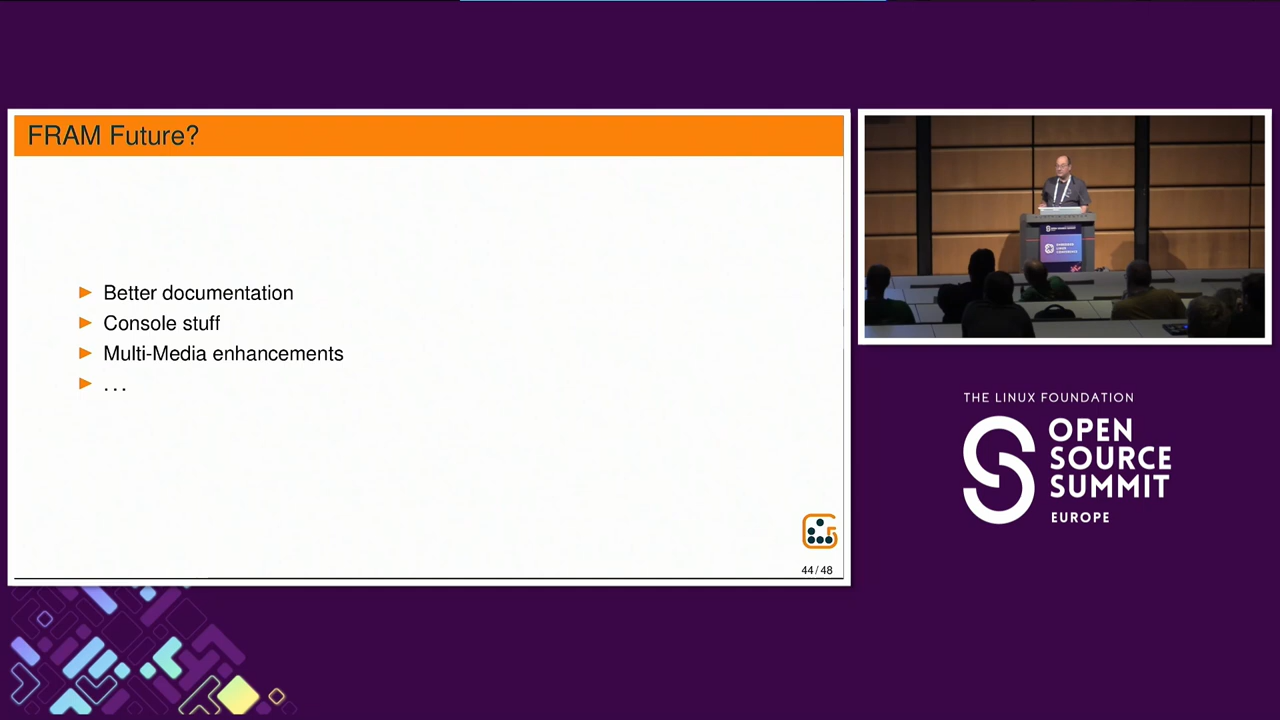 FRAM Future?
Better documentation
Console stuff
Multi-Media enhancements
. . .
44 / 48
THE LINUX FOUNDATION
OPEN
SOURCE
SUMMIT
EUROPE